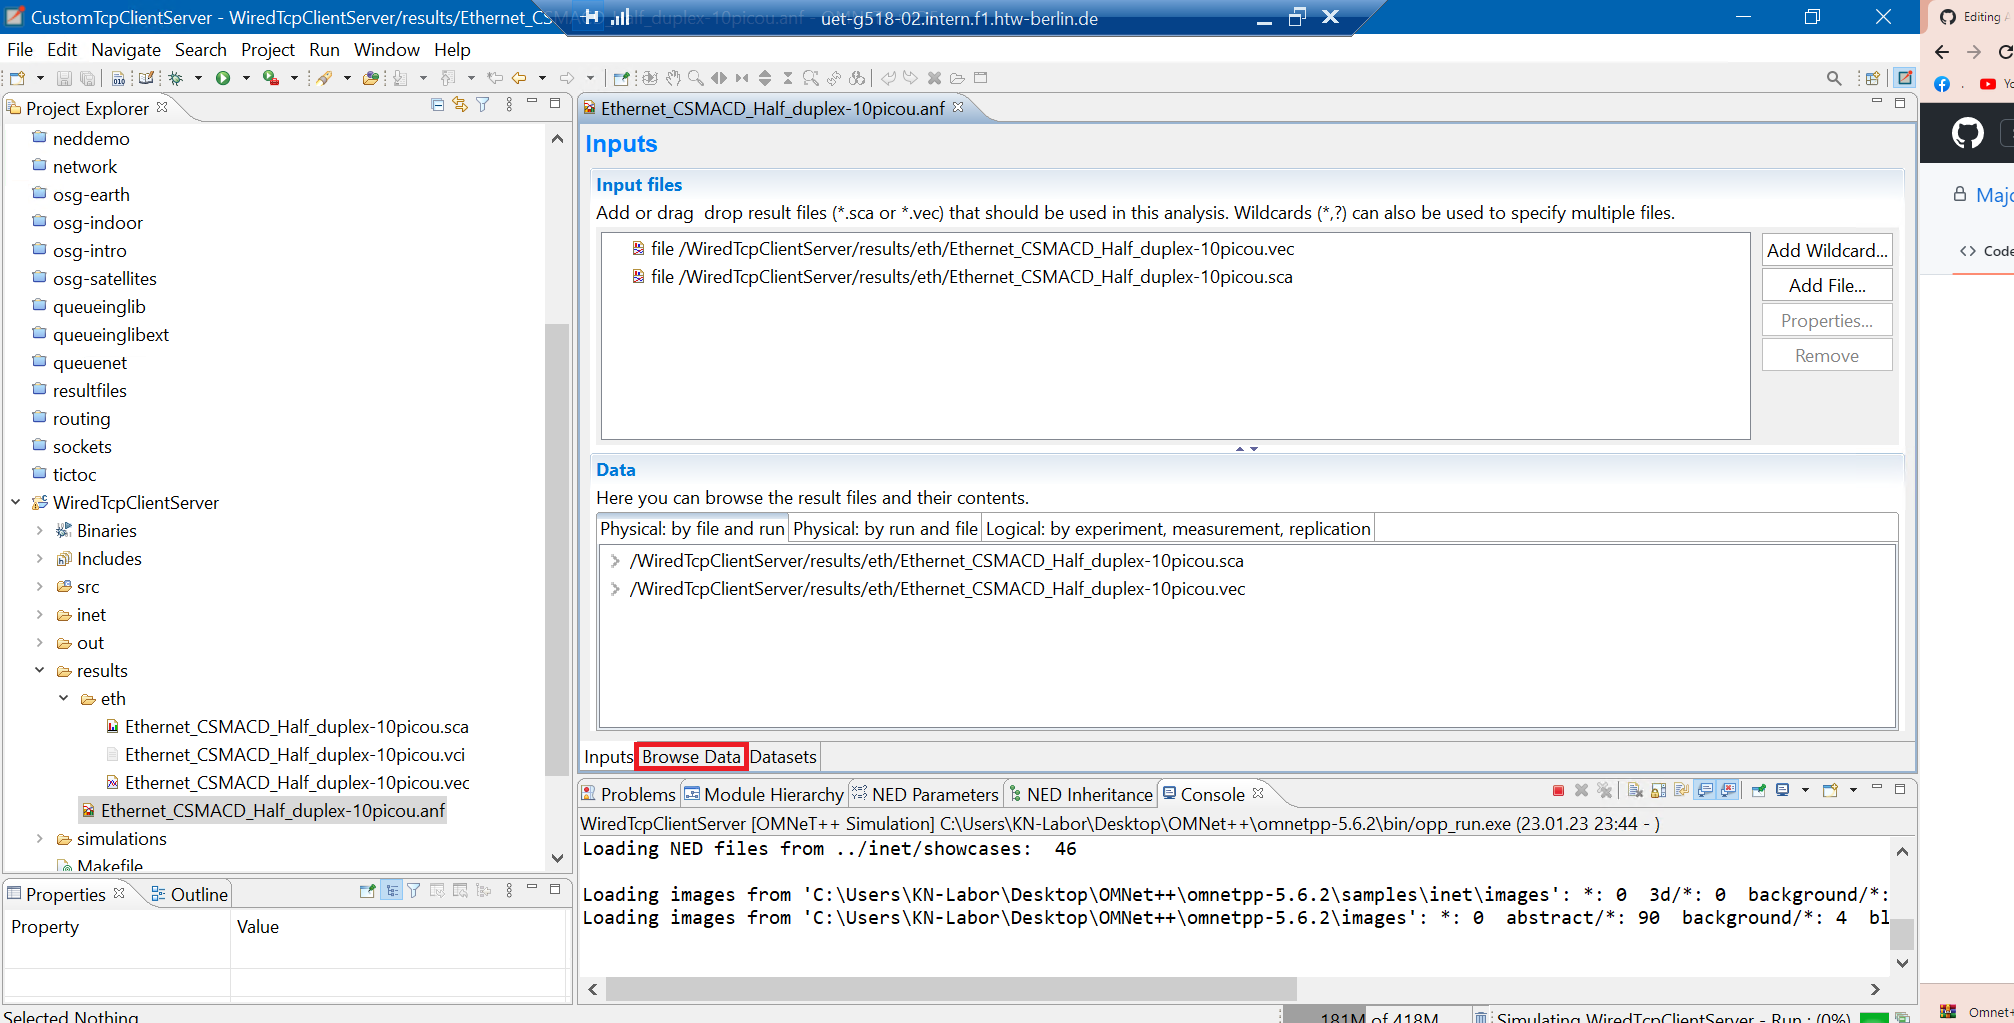 CustomTcpClientServer - WiredTcpClientServer/results/Ethernet_CSMACD_Half_duplex-10picou.anf - OMNeT++ IDE
uet-g518-02.intern.f1.htw-berlin.de
File Edit Navigate Search Project Run Window Help
Project Explorer
neddemo
network
osg-earth
osg-indoor
osg-intro
osg-satellites
queueinglib
queueinglibext
queuenet
resultfiles
routing
sockets
tictoc
WiredTcpClientServer
Binaries
Includes
src
inet
out
results
eth
Ethernet_CSMACD_Half_duplex-10picou.sca
Ethernet_CSMACD_Half_duplex-10picou.vci
Ethernet_CSMACD_Half_duplex-10picou.vec
Ethernet_CSMACD_Half_duplex-10picou.anf
simulations
Makefile
Properties Outline
Property Value
Selected Nothing
Ethernet_CSMACD_Half_duplex-10picou.anf
Inputs
Input files
Add or drag  drop result files (*.sca or *.vec) that should be used in this analysis. Wildcards (*,?) can also be used to specify multiple files.
file /WiredTcpClientServer/results/eth/Ethernet_CSMACD_Half_duplex-10picou.vec
file /WiredTcpClientServer/results/eth/Ethernet_CSMACD_Half_duplex-10picou.sca
Add Wildcard...
Add File...
Properties...
Remove
Data
Here you can browse the result files and their contents.
Physical: by file and run Physical: by run and file Logical: by experiment, measurement, replication
/WiredTcpClientServer/results/eth/Ethernet_CSMACD_Half_duplex-10picou.sca
/WiredTcpClientServer/results/eth/Ethernet_CSMACD_Half_duplex-10picou.vec
Inputs Browse Data Datasets
Problems Module Hierarchy NED Parameters NED Inheritance Console
WiredTcpClientServer [OMNeT++ Simulation] C:\Users\KN-Labor\Desktop\OMNet++\omnetpp-5.6.2\bin/opp_run.exe (23.01.23 23:44 - )
Loading NED files from ../inet/showcases:  46
Loading images from 'C:\Users\KN-Labor\Desktop\OMNet++\omnetpp-5.6.2\samples\inet\images': *: 0  3d/*: 0  background/*:
Loading images from 'C:\Users\KN-Labor\Desktop\OMNet++\omnetpp-5.6.2\images': *: 0  abstract/*: 90  background/*: 4  bl
181M of 418M
Simulating WiredTcpClientServer - Run : (0%)
Editing
Majd
Code
Omnet